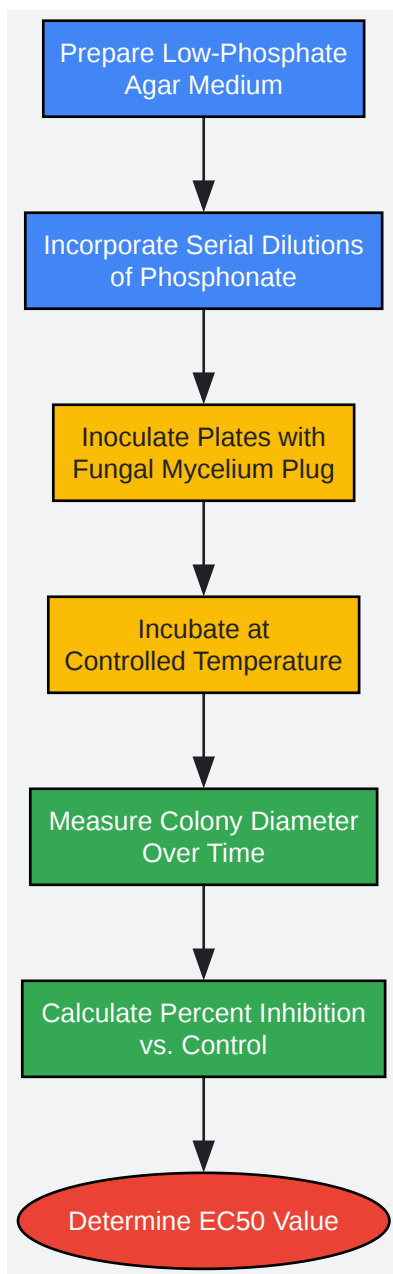 Prepare Low-Phosphate
Agar Medium
Incorporate Serial Dilutions
of Phosphonate
Inoculate Plates with
Fungal Mycelium Plug
Incubate at
Controlled Temperature
Measure Colony Diameter
Over Time
Calculate Percent Inhibition
vs. Control
Determine EC50 Value